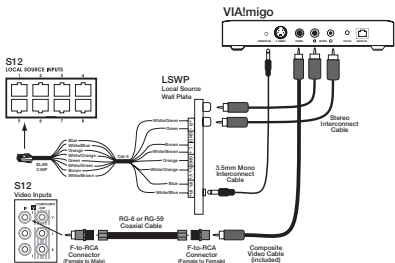 VIA!migo
S12
LOCAL SOURCE INPUTS
1 2 3 4
5 6 7 8
LSWP
Local Source
Wall Plate
White/Green
Green
White/Brown
Brown
White/Orange
Orange
White/Blue
Blue
Blue
White/Blue
Orange
White/Orange
Green
White/Green
Brown
White/Brown
Cat-5
Stereo
Interconnect
Cable
3.5mm Mono
Interconnect
Cable
S12
Video Inputs
RG-6 or RG-59
Coaxial Cable
F-to-RCA
Connector
(Female to Male)
F-to-RCA
Connector
(Female to Female)
Composite
Video Cable
(included)